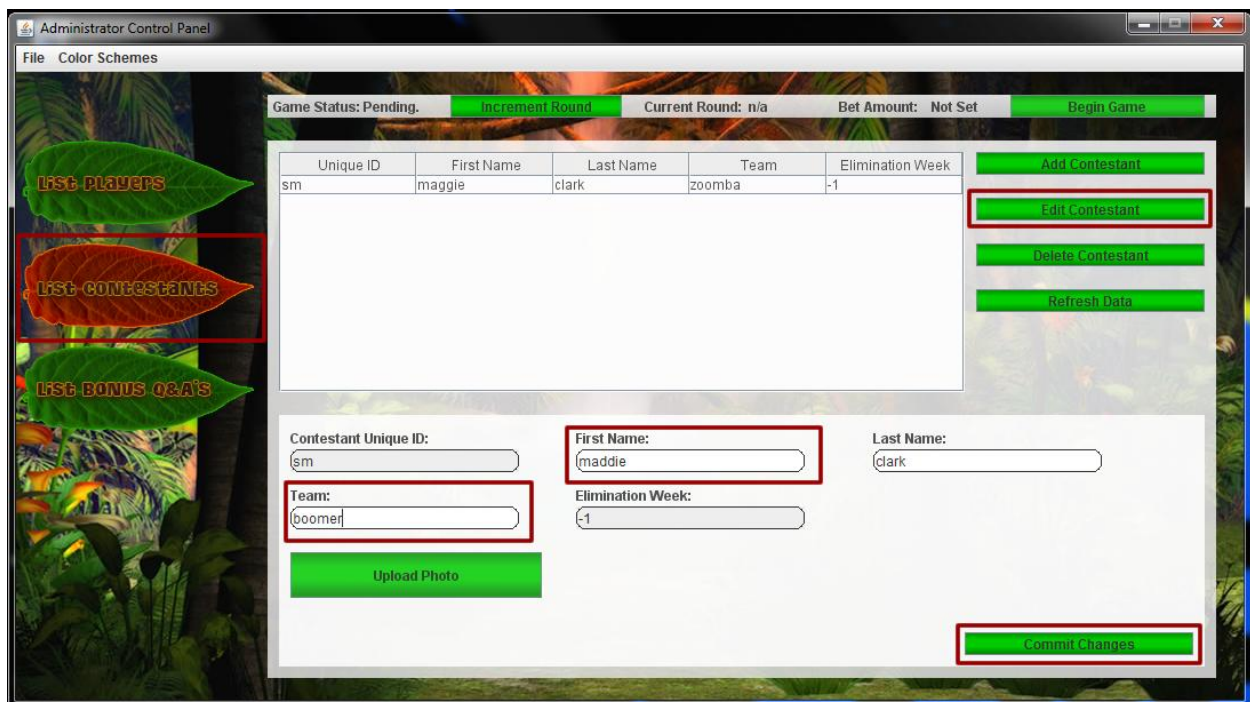 Administrator Control Panel
File Color Schemes
Game Status: Pending. Increment Round Current Round: n/a Bet Amount: Not Set Begin Game
List Players
List Contestants
List Bonus Q&A's
Unique ID First Name Last Name Team Elimination Week
sm maggie clark zoomba -1
Add Contestant
Edit Contestant
Delete Contestant
Refresh Data
Contestant Unique ID: First Name: Last Name:
sm maddie clark
Team: Elimination Week:
boomer -1
Upload Photo
Commit Changes